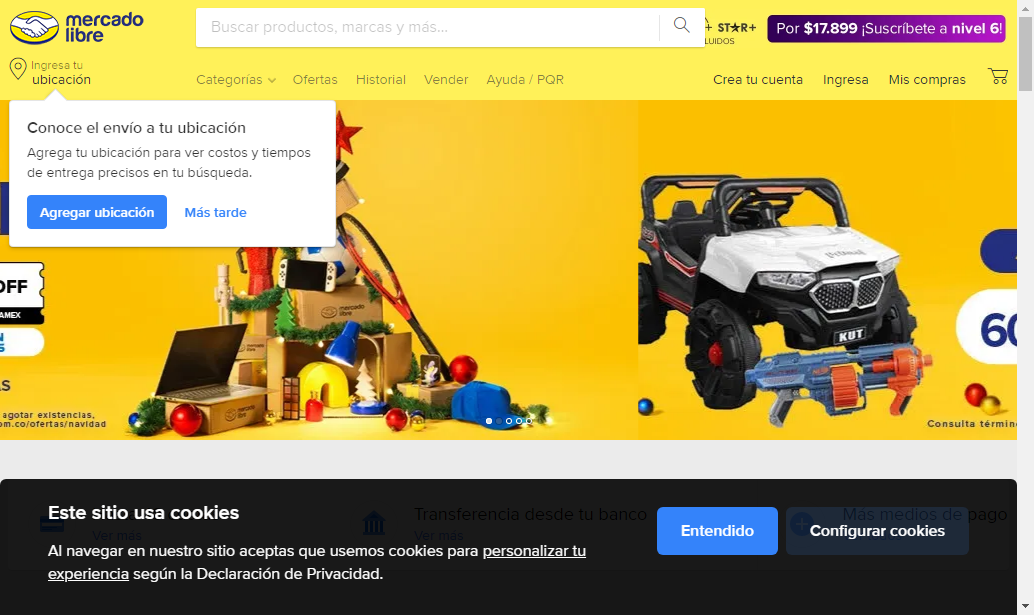 mercado
libre
Buscar productos, marcas y más...
+ STAR+
LUIDOS
Por $17.899 ¡Suscríbete a nivel 6!
Ingresa tu
ubicación
Categorías
Ofertas
Historial
Vender
Ayuda / PQR
Crea tu cuenta
Ingresa
Mis compras
Conoce el envío a tu ubicación
Agrega tu ubicación para ver costos y tiempos
de entrega precisos en tu búsqueda.
Agregar ubicación
Más tarde
OFF
AMEX
AS
agotar existencias,
om.co/ofertas/navidad
mercado
libre
KUT
60
Consulta términ
Este sitio usa cookies
Al navegar en nuestro sitio aceptas que usemos cookies para personalizar tu
experiencia según la Declaración de Privacidad.
Ver más
Transferencia desde tu banco
Ver más
Entendido
Más medios de pago
Configurar cookies